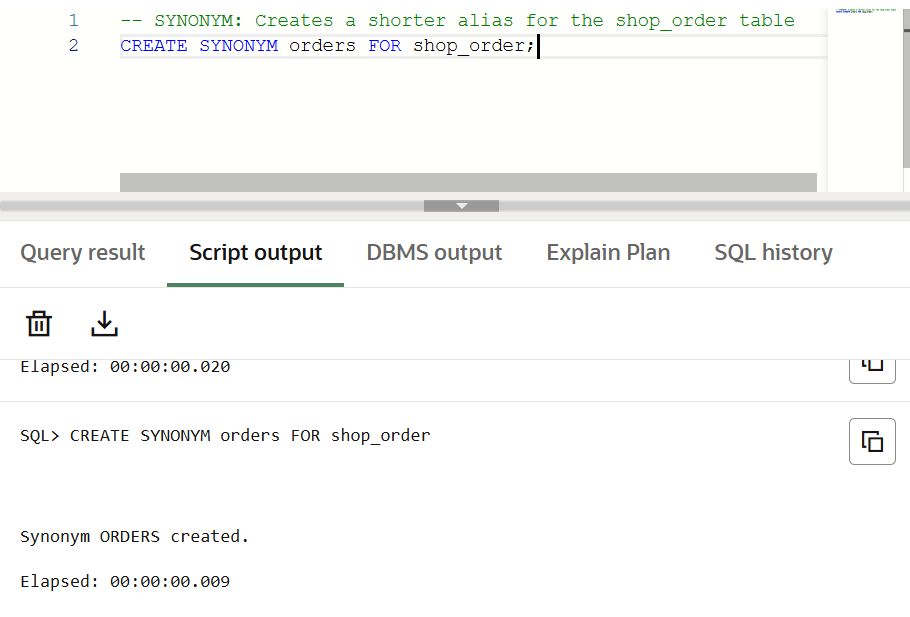 1 -- SYNONYM: Creates a shorter alias for the shop_order table
2 CREATE SYNONYM orders FOR shop_order;
Query result Script output DBMS output Explain Plan SQL history
Elapsed: 00:00:00.020
SQL> CREATE SYNONYM orders FOR shop_order
Synonym ORDERS created.
Elapsed: 00:00:00.009